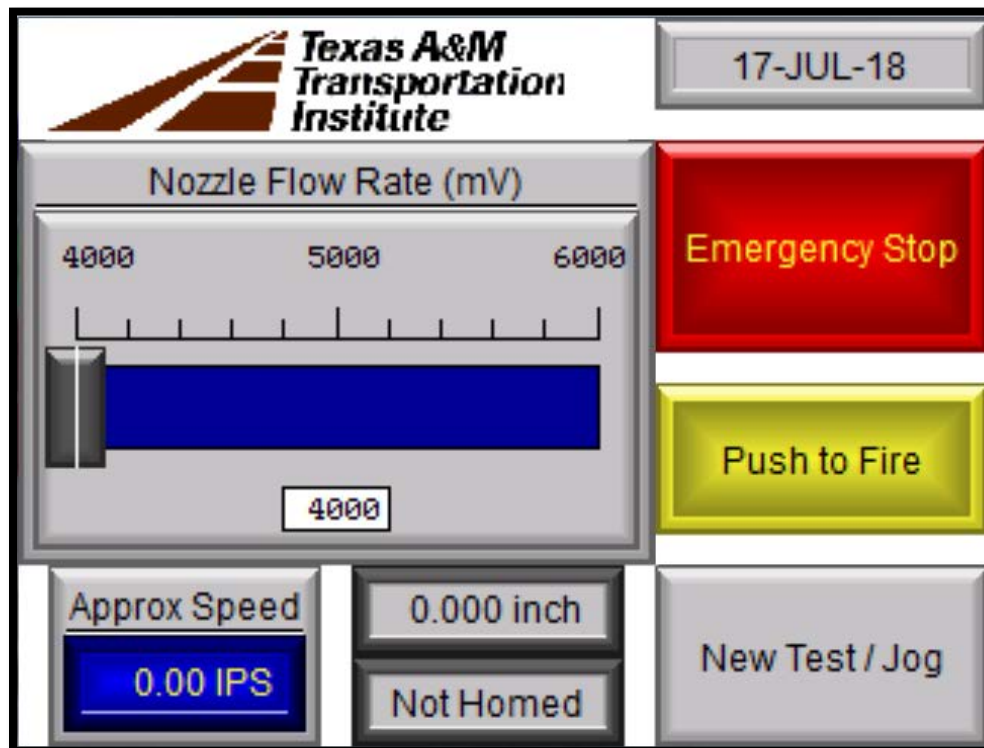 Texas A&M
Transportation
Institute
17-JUL-18
Nozzle Flow Rate (mV)
4000 5000 6000
4000
Emergency Stop
Push to Fire
Approx Speed
0.00 IPS
0.000 inch
Not Homed
New Test / Jog